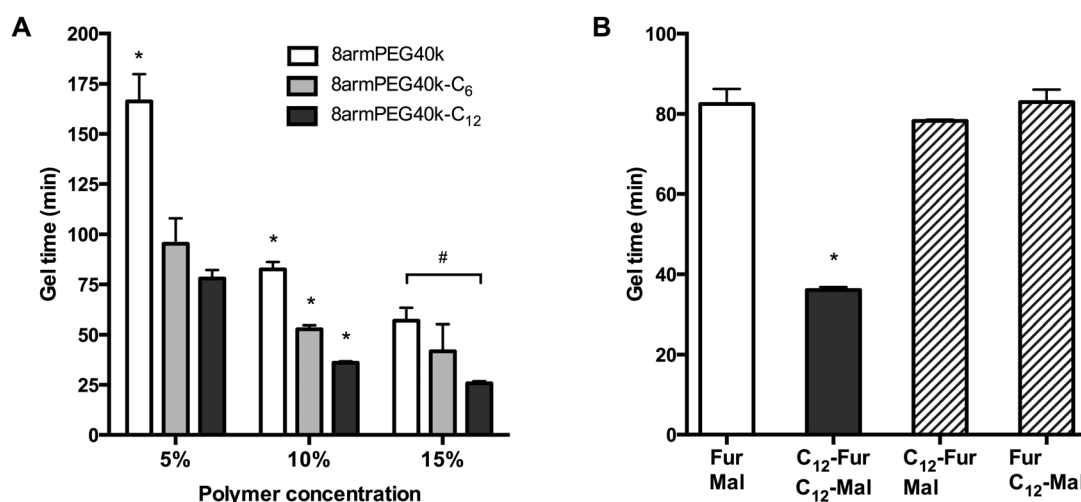 A
Gel time (min)
200
175
150
125
100
75
50
25
0
*
*
*
*
#
8armPEG40k
8armPEG40k-C₆
8armPEG40k-C₁₂
5% 10% 15%
Polymer concentration
B
Gel time (min)
100
80
60
40
20
0
*
Fur
Mal
C₁₂-Fur
C₁₂-Mal
C₁₂-Fur
Mal
Fur
C₁₂-Mal